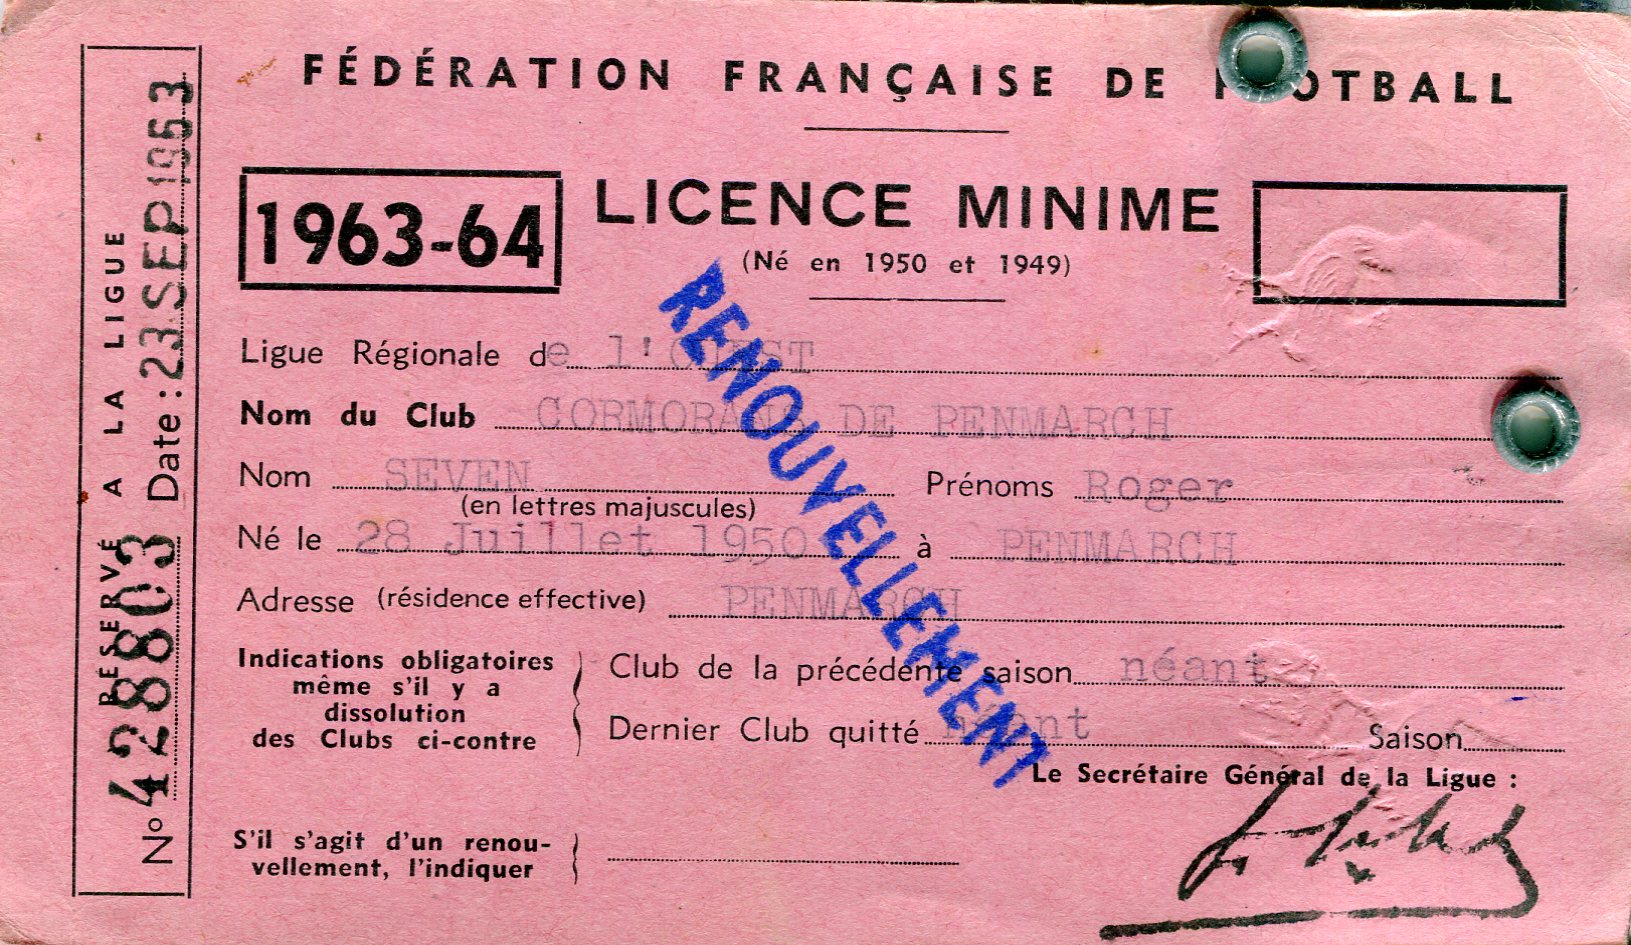 FÉDÉRATION FRANÇAISE DE FOOTBALL
1963-64
LICENCE MINIME
(Né en 1950 et 1949)
Ligue Régionale de l'OUEST
Nom du Club CORMORANS DE PENMARCH
Nom SEVEN Prénoms Roger
(en lettres majuscules)
Né le 28 Juillet 1950 à PENMARCH
Adresse (résidence effective) PENMARCH
Indications obligatoires
même s'il y a
dissolution
des Clubs ci-contre
Club de la précédente saison néant
Dernier Club quitté néant Saison
Le Secrétaire Général de la Ligue :
S'il s'agit d'un renou-
vellement, l'indiquer
RENOUVELLEMENT
RÉSERVÉ A LA LIGUE
No 428803 Date : 23 SEP 1963